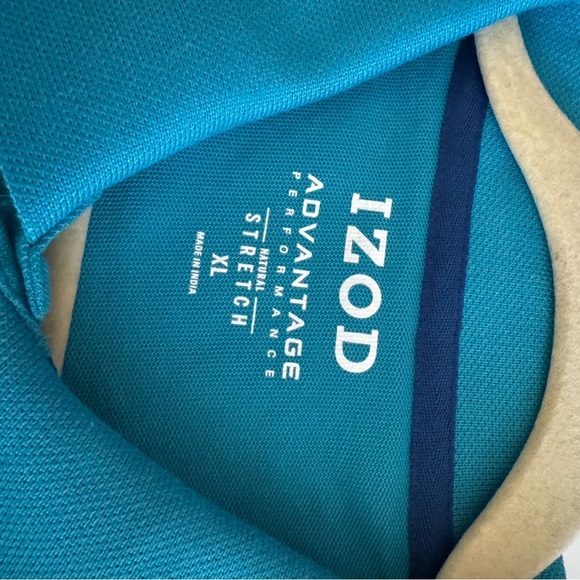 IZOD
ADVANTAGE
PERFORMANCE
NATURAL
STRETCH
XL
MADE IN INDIA